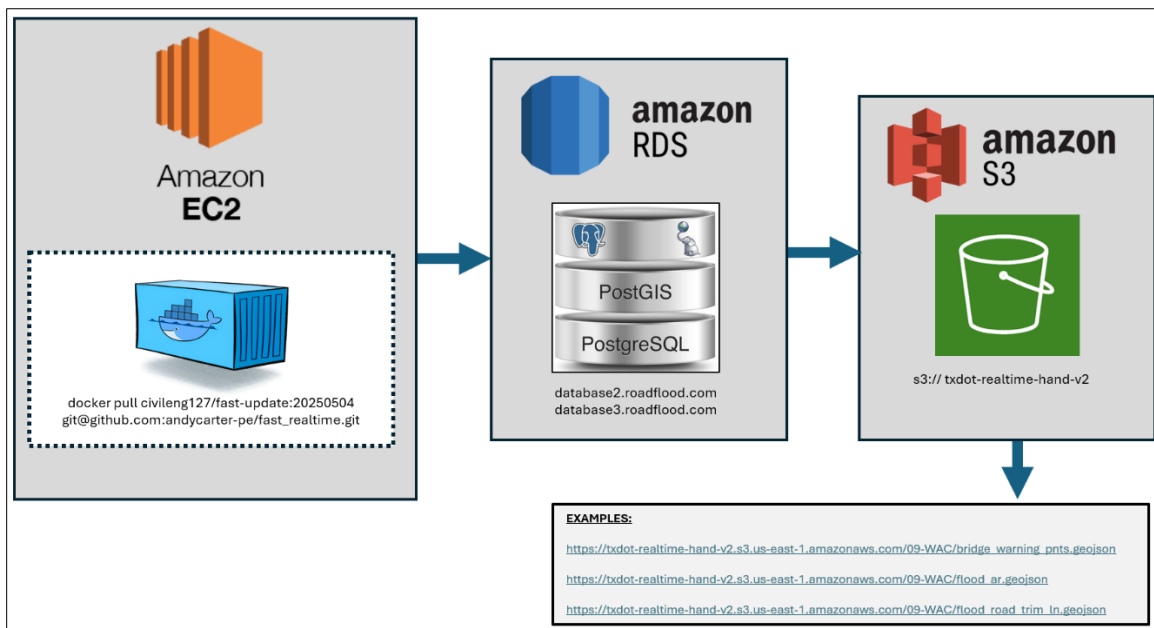 Amazon
EC2
docker pull civileng127/fast-update:20250504
git@github.com:andycarter-pe/fast_realtime.git
amazon
RDS
PostGIS
PostgreSQL
database2.roadflood.com
database3.roadflood.com
amazon
S3
s3:// txdot-realtime-hand-v2
EXAMPLES:
https://txdot-realtime-hand-v2.s3.us-east-1.amazonaws.com/09-WAC/bridge_warning_pnts.geojson
https://txdot-realtime-hand-v2.s3.us-east-1.amazonaws.com/09-WAC/flood_ar.geojson
https://txdot-realtime-hand-v2.s3.us-east-1.amazonaws.com/09-WAC/flood_road_trim_ln.geojson